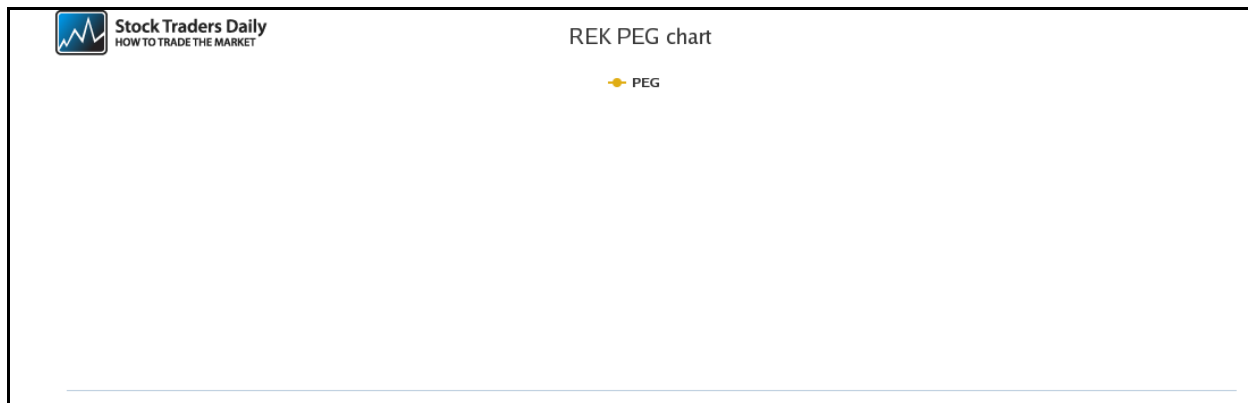 Stock Traders Daily
HOW TO TRADE THE MARKET
REK PEG chart
PEG